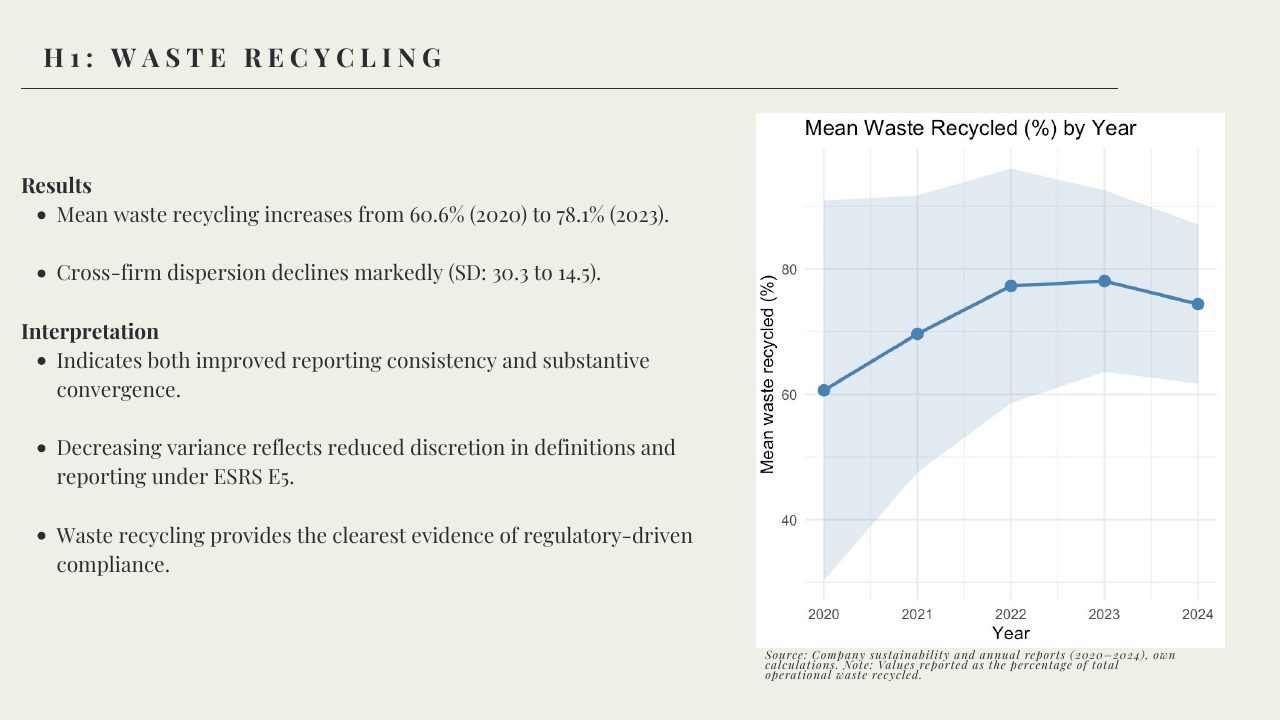 H1: WASTE RECYCLING
Results
• Mean waste recycling increases from 60.6% (2020) to 78.1% (2023).
• Cross-firm dispersion declines markedly (SD: 30.3 to 14.5).
Interpretation
• Indicates both improved reporting consistency and substantive
convergence.
• Decreasing variance reflects reduced discretion in definitions and
reporting under ESRS E5.
• Waste recycling provides the clearest evidence of regulatory-driven
compliance.
Mean Waste Recycled (%) by Year
Mean waste recycled (%)
80
60
40
2020 2021 2022 2023 2024
Year
Source: Company sustainability and annual reports (2020–2024), own
calculations. Note: Values reported as the percentage of total
operational waste recycled.